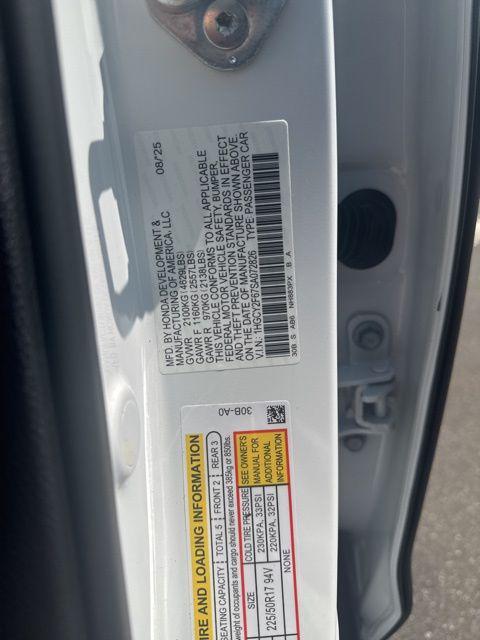 MFD. BY HONDA DEVELOPMENT & 08/25
MANUFACTURING OF AMERICA, LLC
GVWR 2100KG(4629LBS)
GAWR F 1160KG(2557LBS)
GAWR R 970KG(2138LBS)
THIS VEHICLE CONFORMS TO ALL APPLICABLE
FEDERAL MOTOR VEHICLE SAFETY, BUMPER,
AND THEFT PREVENTION STANDARDS IN EFFECT
ON THE DATE OF MANUFACTURE SHOWN ABOVE.
V.I.N.: 1HGCY2F67SA072826 TYPE: PASSENGER CAR
30B S AB6 NH883PX B A
30B-A0
TIRE AND LOADING INFORMATION
SEATING CAPACITY TOTAL 5 FRONT 2 REAR 3
weight of occupants and cargo should never exceed 385kg or 850lbs.
SIZE COLD TIRE PRESSURE
225/50R17 94V 230KPA, 33PSI
220KPA, 32PSI
NONE
SEE OWNER'S
MANUAL FOR
ADDITIONAL
INFORMATION